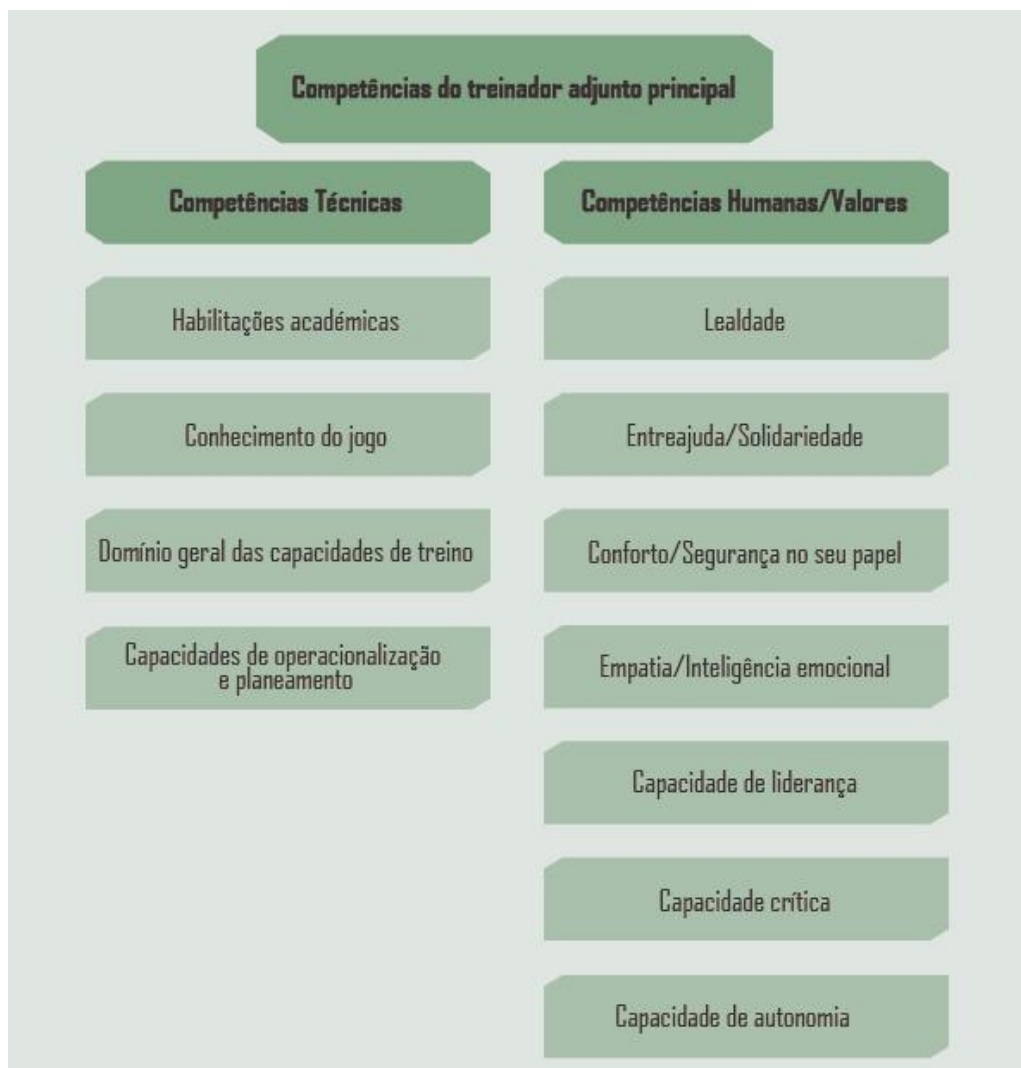 Competências do treinador adjunto principal
Competências Técnicas
Habilitações académicas
Conhecimento do jogo
Domínio geral das capacidades de treino
Capacidades de operacionalização
e planeamento
Competências Humanas/Valores
Lealdade
Entreajuda/Solidariedade
Conforto/Segurança no seu papel
Empatia/Inteligência emocional
Capacidade de liderança
Capacidade crítica
Capacidade de autonomia